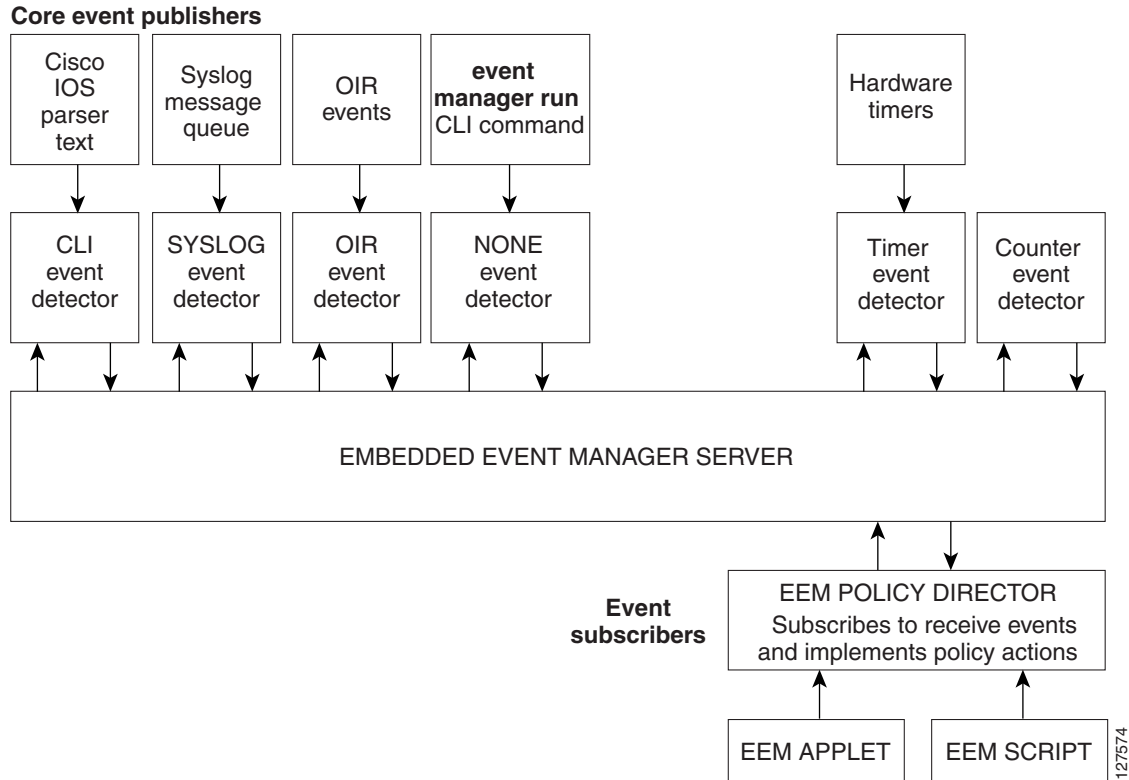 Core event publishers
Cisco
IOS
parser
text
Syslog
message
queue
OIR
events
event
manager run
CLI command
Hardware
timers
CLI
event
detector
SYSLOG
event
detector
OIR
event
detector
NONE
event
detector
Timer
event
detector
Counter
event
detector
EMBEDDED EVENT MANAGER SERVER
Event
subscribers
EEM POLICY DIRECTOR
Subscribes to receive events
and implements policy actions
EEM APPLET
EEM SCRIPT
127574